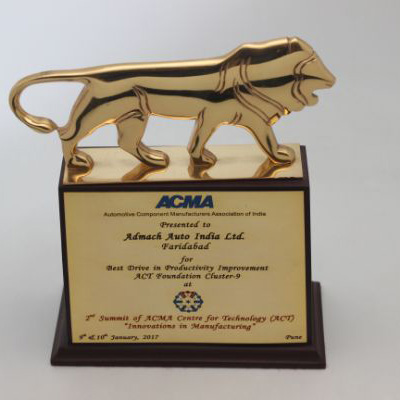 ACMA
Automotive Component Manufacturers Association of India
Presented to
Admach Auto India Ltd.
Faridabad
for
Best Drive in Productivity Improvement
ACT Foundation Cluster-9
at
2nd Summit of ACMA Centre for Technology (ACT)
"Innovations in Manufacturing"
9th & 10th January, 2017 Pune